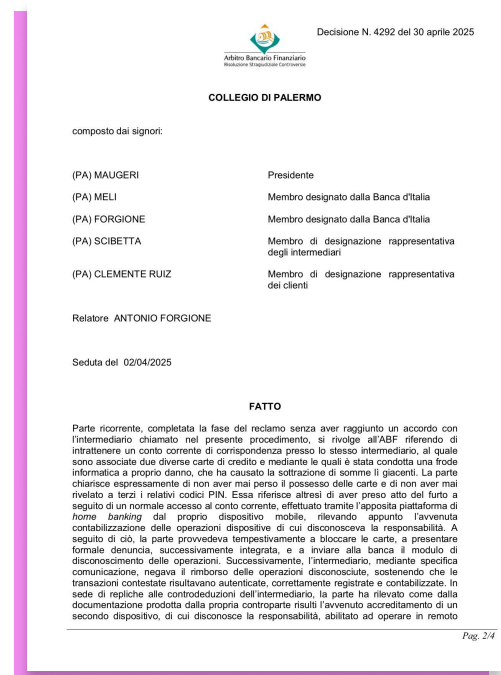 Decisione N. 4292 del 30 aprile 2025
Arbitro Bancario Finanziario
Risoluzione Stragiudiziale Controversie
COLLEGIO DI PALERMO
composto dai signori:
(PA) MAUGERI Presidente
(PA) MELI Membro designato dalla Banca d'Italia
(PA) FORGIONE Membro designato dalla Banca d'Italia
(PA) SCIBETTA Membro di designazione rappresentativa
degli intermediari
(PA) CLEMENTE RUIZ Membro di designazione rappresentativa
dei clienti
Relatore ANTONIO FORGIONE
Seduta del 02/04/2025
FATTO
Parte ricorrente, completata la fase del reclamo senza aver raggiunto un accordo con
l'intermediario chiamato nel presente procedimento, si rivolge all'ABF riferendo di
intrattenere un conto corrente di corrispondenza presso lo stesso intermediario, al quale
sono associate due diverse carte di credito e mediante le quali è stata condotta una frode
informatica a proprio danno, che ha causato la sottrazione di somme lì giacenti. La parte
chiarisce espressamente di non aver mai perso il possesso delle carte e di non aver mai
rivelato a terzi i relativi codici PIN. Essa riferisce altresì di aver preso atto del furto a
seguito di un normale accesso al conto corrente, effettuato tramite l'apposita piattaforma di
home banking dal proprio dispositivo mobile, rilevando appunto l'avvenuta
contabilizzazione delle operazioni disposte di cui disconosceva la responsabilità. A
seguito di ciò, la parte provvedeva tempestivamente a bloccare le carte, a presentare
formale denuncia, successivamente integrata, e a inviare alla banca il modulo di
disconoscimento delle operazioni. Successivamente, l'intermediario, mediante specifica
comunicazione, negava il rimborso delle operazioni disconosciute, sostenendo che le
transazioni contestate risultavano autenticate, correttamente registrate e contabilizzate. In
sede di repliche alle controdeduzioni dell'intermediario, la parte ha rilevato come dalla
documentazione prodotta dalla propria controparte risulti l'avvenuto accreditamento di un
secondo dispositivo, di cui disconosce la responsabilità, abilitato ad operare in remoto
Pag. 2/4